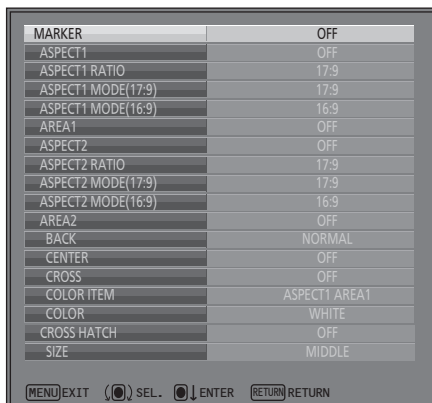 MARKER OFF
ASPECT1 OFF
ASPECT1 RATIO 17:9
ASPECT1 MODE(17:9) 17:9
ASPECT1 MODE(16:9) 16:9
AREA1 OFF
ASPECT2 OFF
ASPECT2 RATIO 17:9
ASPECT2 MODE(17:9) 17:9
ASPECT2 MODE(16:9) 16:9
AREA2 OFF
BACK NORMAL
CENTER OFF
CROSS OFF
COLOR ITEM ASPECT1 AREA1
COLOR WHITE
CROSS HATCH OFF
SIZE MIDDLE
MENU EXIT SEL. ENTER RETURN RETURN